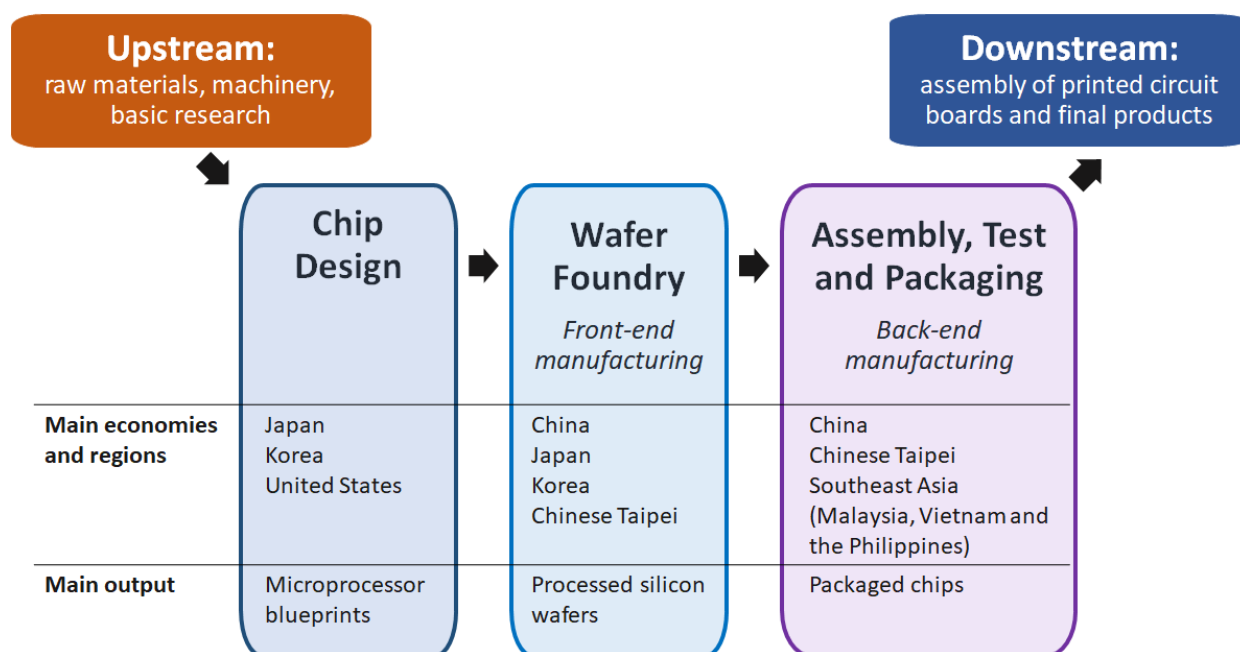 Upstream:
raw materials, machinery,
basic research
Downstream:
assembly of printed circuit
boards and final products
Chip
Design
Wafer
Foundry
Front-end
manufacturing
Assembly, Test
and Packaging
Back-end
manufacturing
Main economies
and regions
Japan
Korea
United States
China
Japan
Korea
Chinese Taipei
China
Chinese Taipei
Southeast Asia
(Malaysia, Vietnam and
the Philippines)
Main output
Microprocessor
blueprints
Processed silicon
wafers
Packaged chips